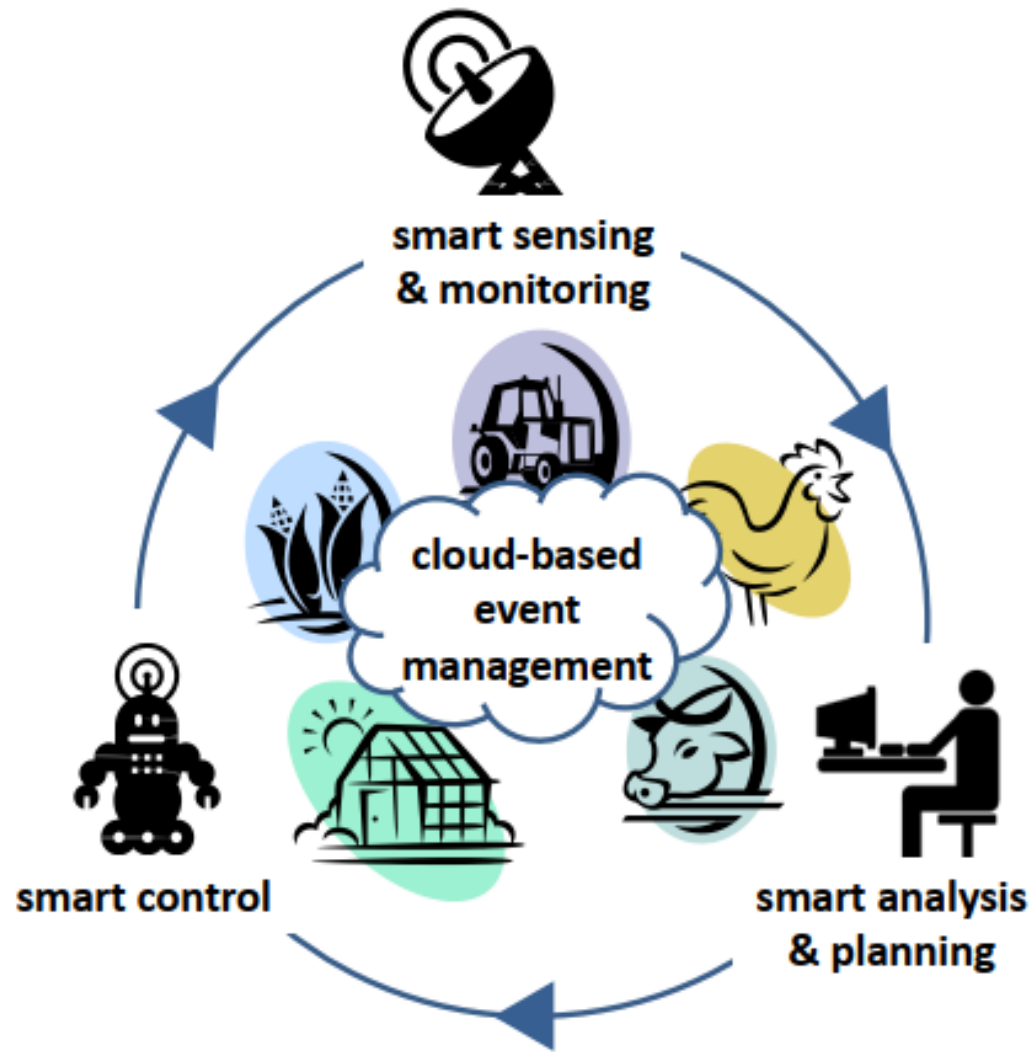 smart sensing
& monitoring
cloud-based
event
management
smart control
smart analysis
& planning